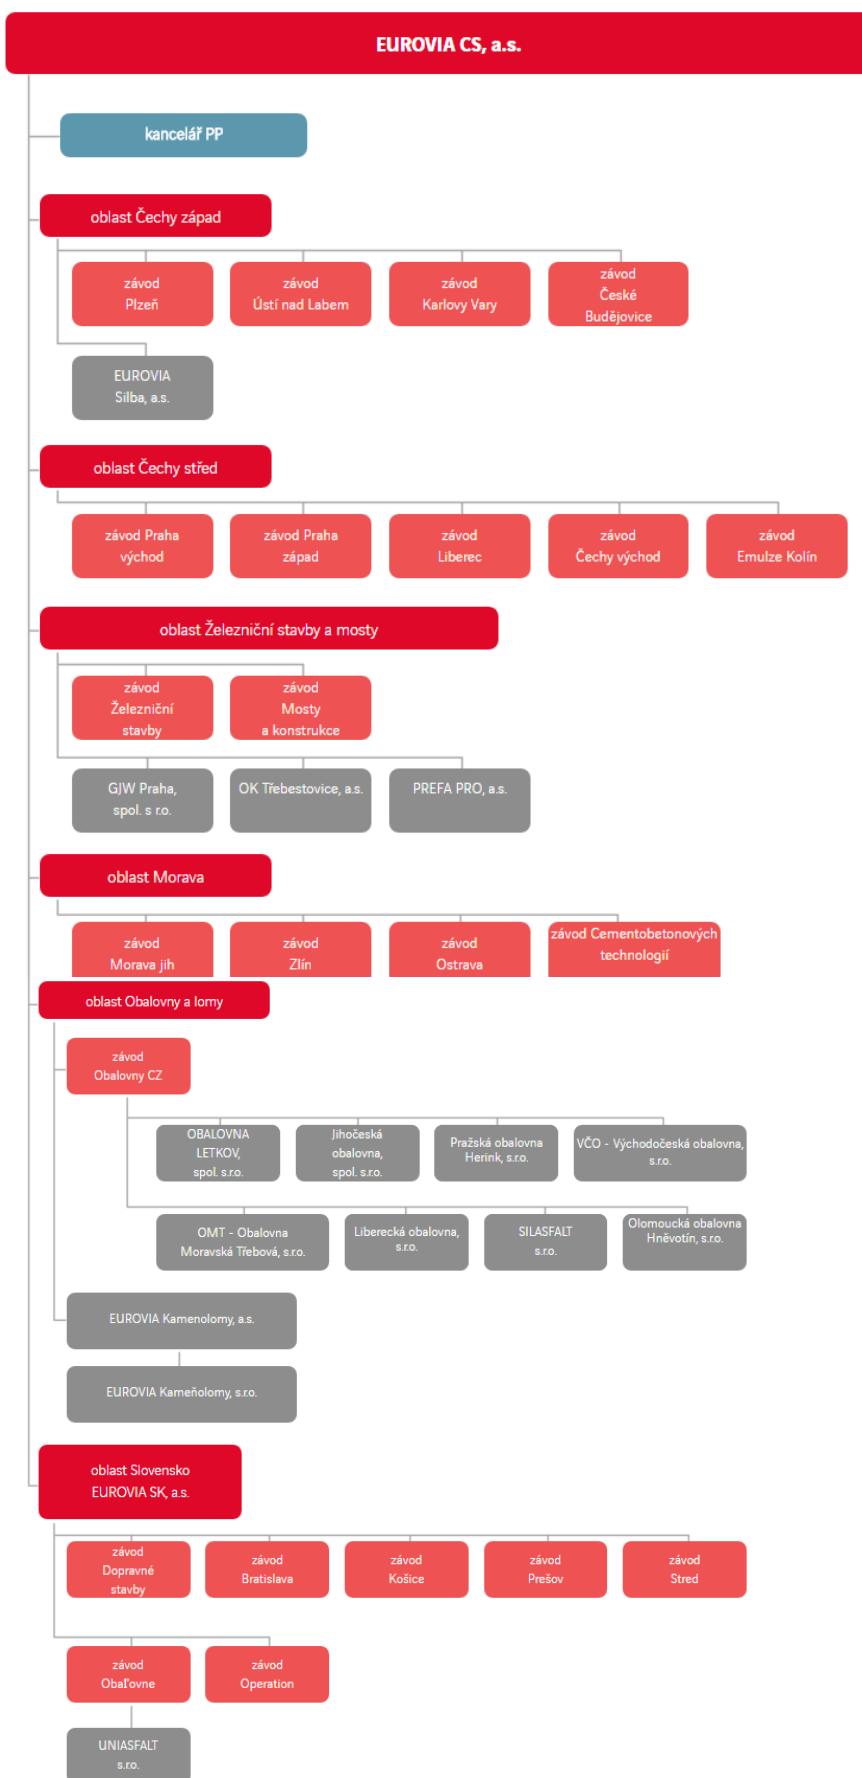 EUROVIA CS, a.s.
kancelář PP
oblast Čechy západ
závod
Plzeň
závod
Ústí nad Labem
závod
Karlovy Vary
závod
České
Budějovice
EUROVIA
Silba, a.s.
oblast Čechy střed
závod Praha
východ
závod Praha
západ
závod
Liberec
závod
Čechy východ
závod
Emulze Kolín
oblast Železniční stavby a mosty
závod
Železniční
stavby
závod
Mosty
a konstrukce
GJW Praha,
spol. s r.o.
OK Třebestovice, a.s.
PREFA PRO, a.s.
oblast Morava
závod
Morava jih
závod
Zlín
závod
Ostrava
závod Cementobetonových
technologií
oblast Obalovny a lomy
závod
Obalovny CZ
OBALOVNA
LETKOV,
spol. s.r.o.
Jihočeská
obalovna,
spol. s.r.o.
Pražská obalovna
Herink, s.r.o.
VČO - Východočeská obalovna,
s.r.o.
OMT - Obalovna
Moravská Třebová, s.r.o.
Liberecká obalovna,
s.r.o.
SILASFALT
s.r.o.
Olomoucká obalovna
Hněvotín, s.r.o.
EUROVIA Kamenolomy, a.s.
EUROVIA Kameňolomy, s.r.o.
oblast Slovensko
EUROVIA SK, a.s.
závod
Dopravné
stavby
závod
Bratislava
závod
Košice
závod
Prešov
závod
Stred
závod
Obaľovne
závod
Operation
UNIASFALT
s.r.o.